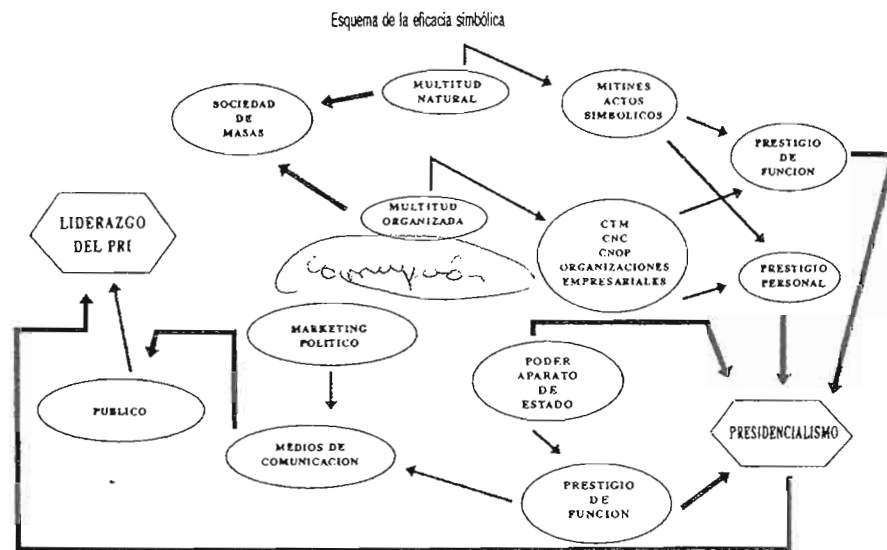 Esquema de la eficacia simbólica
MULTITUD
NATURAL
SOCIEDAD
DE
MASAS
MITINES
ACTOS
SIMBOLICOS
PRESTIGIO
DE
FUNCION
MULTITUD
ORGANIZADA
LIDERAZGO
DEL PRI
CTM
CNC
CNOP
ORGANIZACIONES
EMPRESARIALES
PRESTIGIO
PERSONAL
MARKETING
POLITICO
PODER
APARATO
DE
ESTADO
PUBLICO
PRESIDENCIALISMO
MEDIOS DE
COMUNICACION
PRESTIGIO
DE
FUNCION